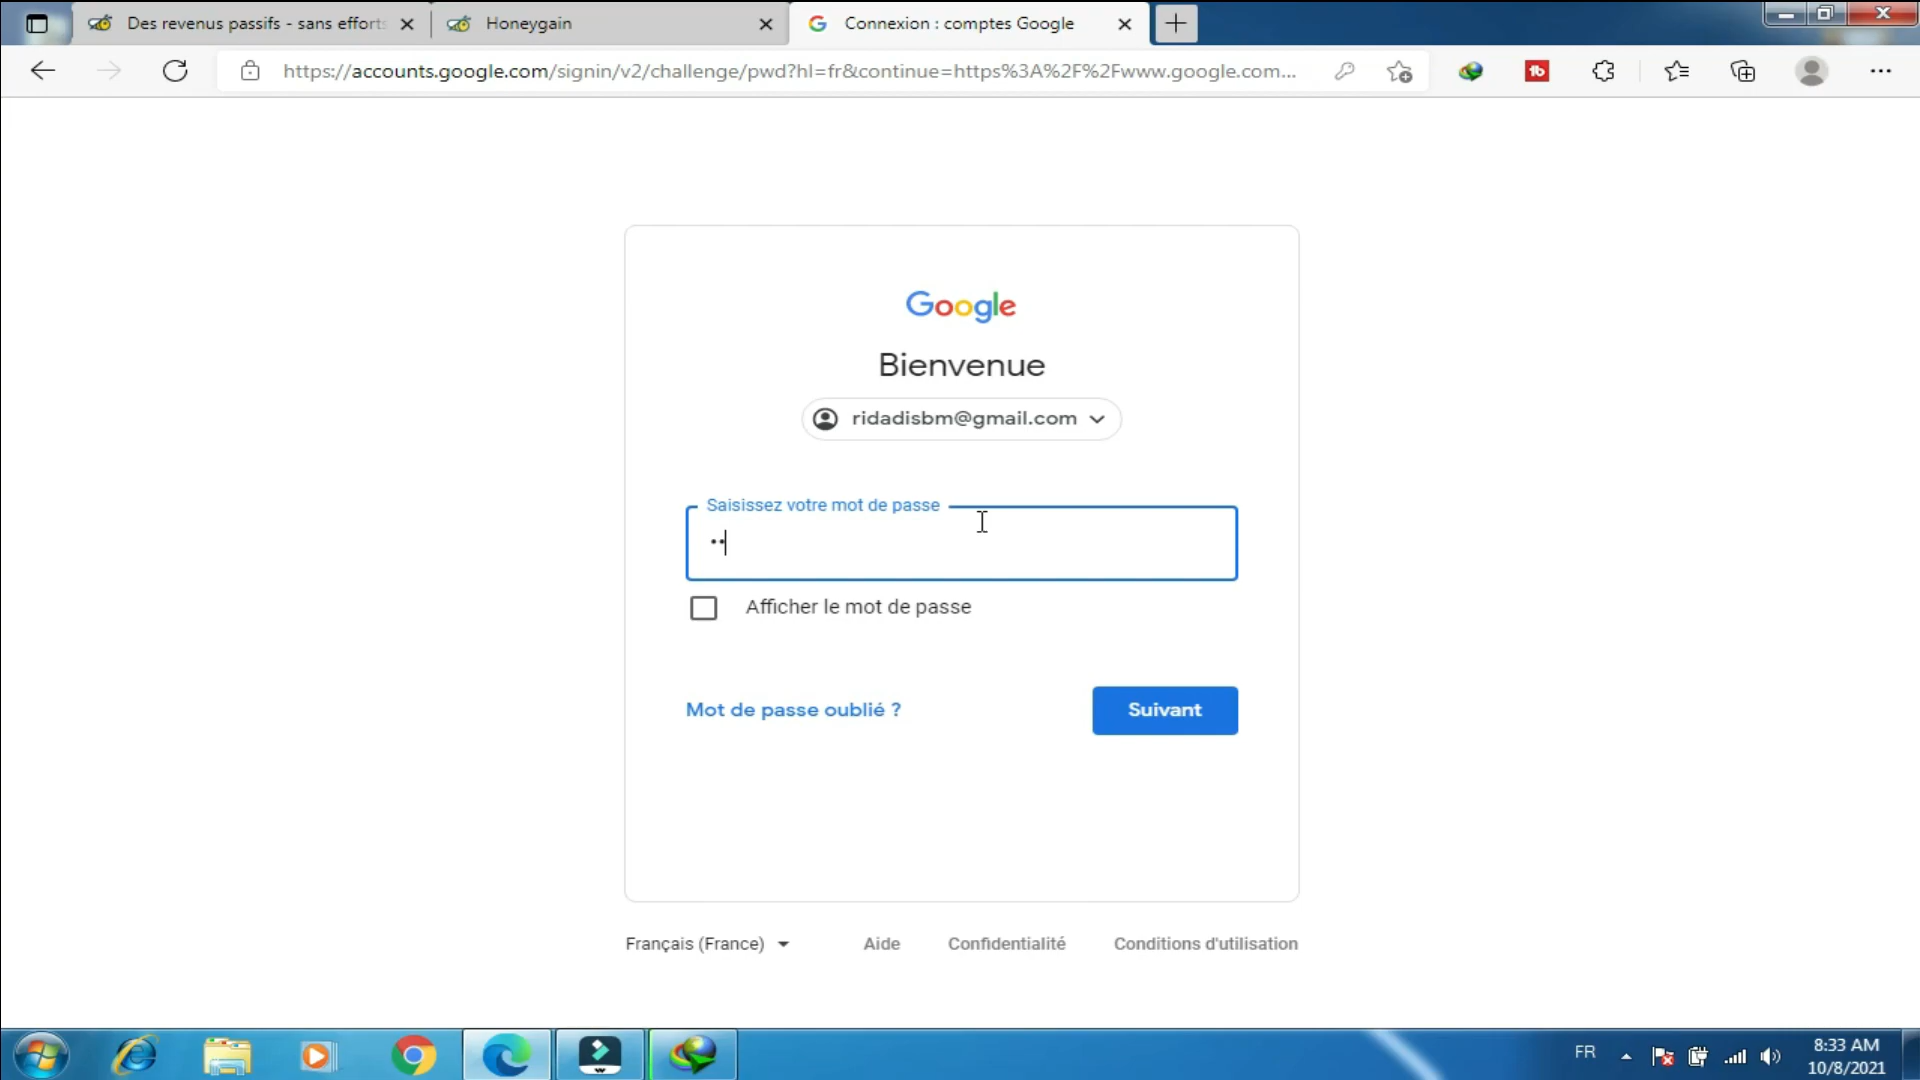 Des revenus passifs - sans efforts
Honeygain
Connexion : comptes Google
https://accounts.google.com/signin/v2/challenge/pwd?hl=fr&continue=https%3A%2F%2Fwww.google.com...
Google
Bienvenue
ridadisbm@gmail.com
Saisissez votre mot de passe
••
Afficher le mot de passe
Mot de passe oublié ?
Suivant
Français (France)
Aide
Confidentialité
Conditions d'utilisation
FR
8:33 AM
10/8/2021